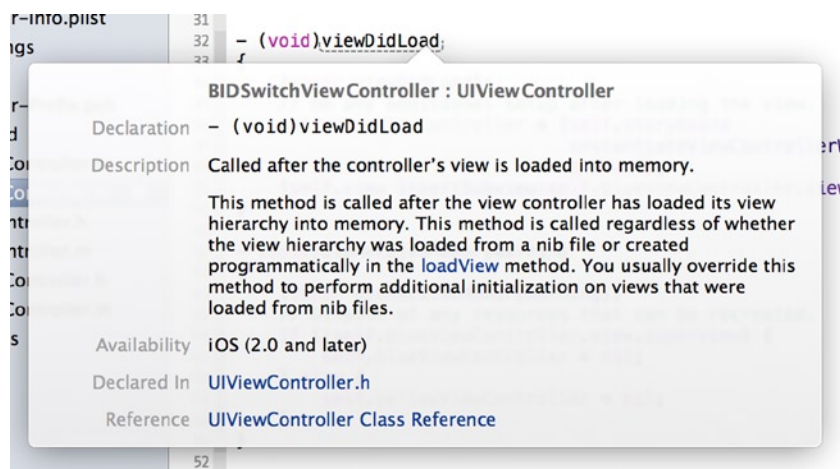 r-Info.plist
31
ngs
32 - (void)viewDidLoad;
33 {
BIDSwitchViewController : UIViewController
r-
Declaration - (void)viewDidLoad
d
Description Called after the controller's view is loaded into memory.
This method is called after the view controller has loaded its view
hierarchy into memory. This method is called regardless of whether
the view hierarchy was loaded from a nib file or created
programmatically in the loadView method. You usually override this
method to perform additional initialization on views that were
loaded from nib files.
s
Availability iOS (2.0 and later)
Declared In UIViewController.h
Reference UIViewController Class Reference
52